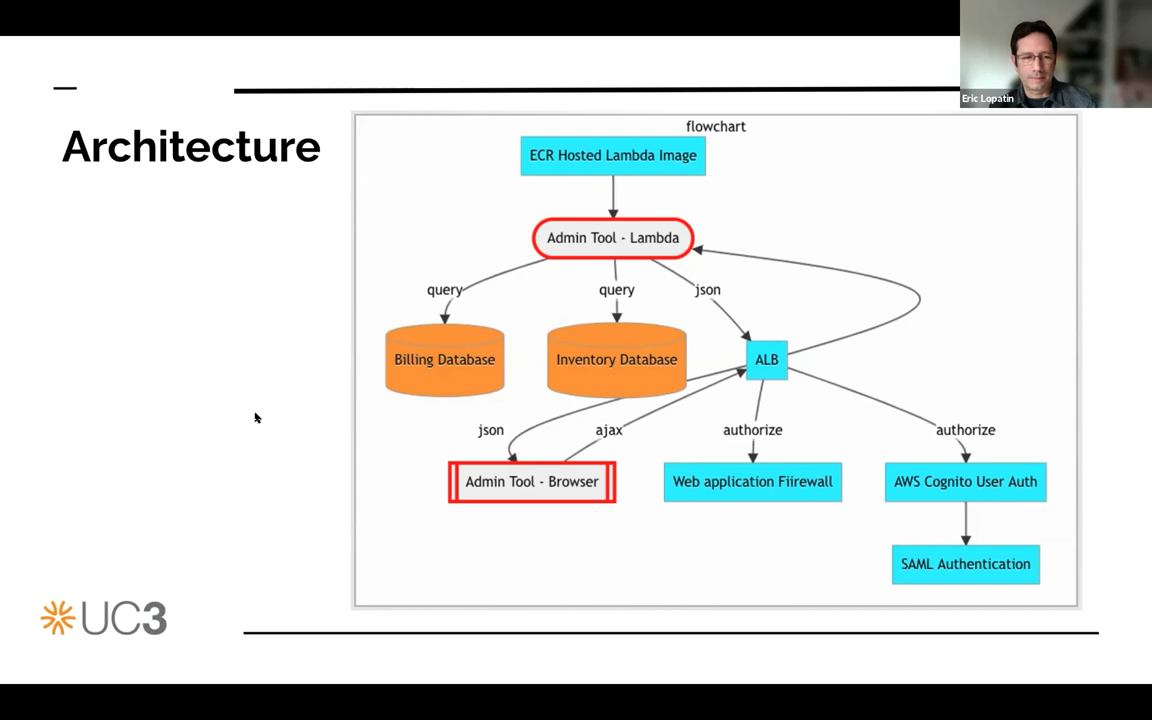 Eric Lopatin
Architecture
flowchart
ECR Hosted Lambda Image
Admin Tool - Lambda
query
query
json
Billing Database
Inventory Database
ALB
json
ajax
authorize
authorize
Admin Tool - Browser
Web application Fiirewall
AWS Cognito User Auth
SAML Authentication
UC3